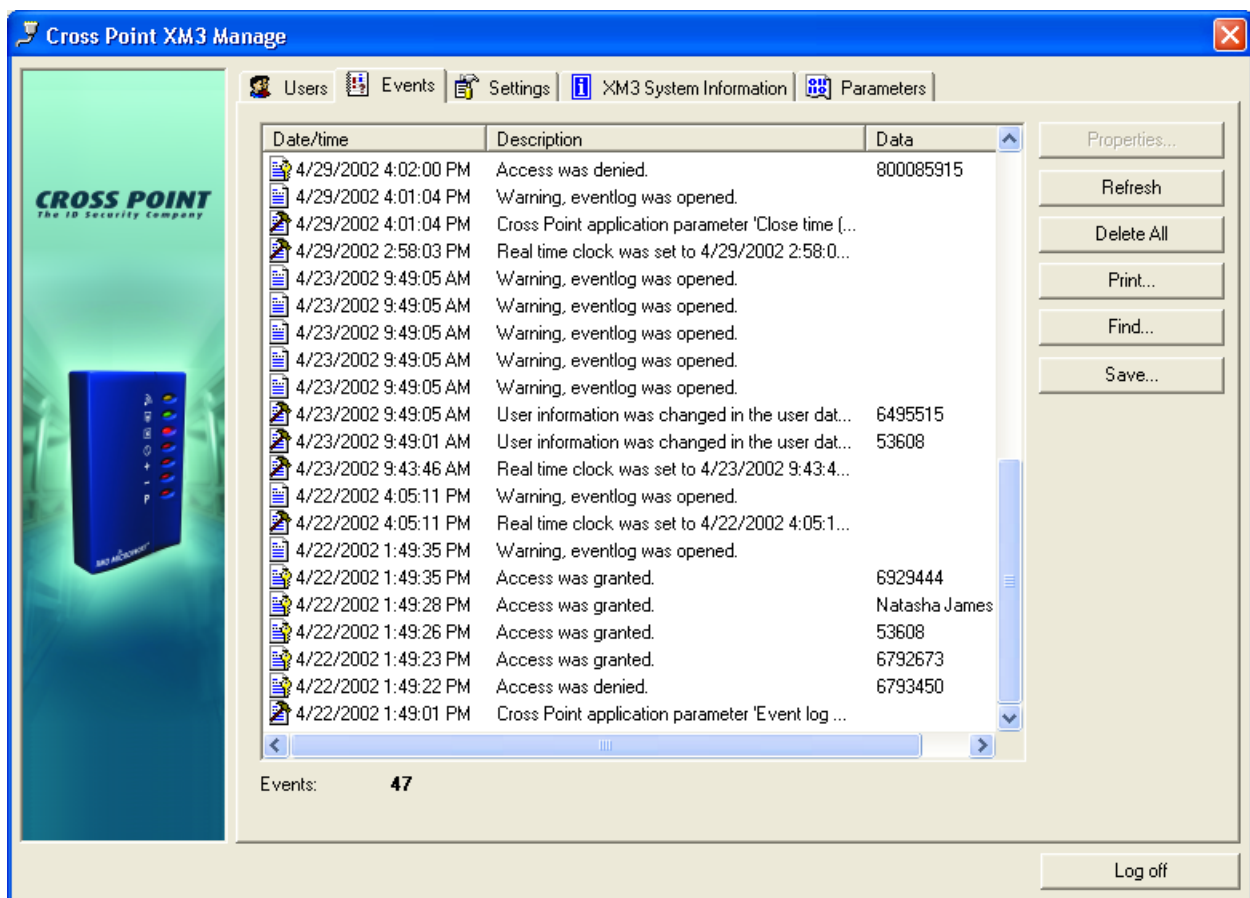 Cross Point XM3 Manage
Users Events Settings XM3 System Information Parameters
CROSS POINT
The ID Security Company
Date/time Description Data
4/29/2002 4:02:00 PM Access was denied. 800085915
4/29/2002 4:01:04 PM Warning, eventlog was opened.
4/29/2002 4:01:04 PM Cross Point application parameter 'Close time (...
4/29/2002 2:58:03 PM Real time clock was set to 4/29/2002 2:58:0...
4/23/2002 9:49:05 AM Warning, eventlog was opened.
4/23/2002 9:49:05 AM Warning, eventlog was opened.
4/23/2002 9:49:05 AM Warning, eventlog was opened.
4/23/2002 9:49:05 AM Warning, eventlog was opened.
4/23/2002 9:49:05 AM Warning, eventlog was opened.
4/23/2002 9:49:05 AM User information was changed in the user dat... 6495515
4/23/2002 9:49:01 AM User information was changed in the user dat... 53608
4/23/2002 9:43:46 AM Real time clock was set to 4/23/2002 9:43:4...
4/22/2002 4:05:11 PM Warning, eventlog was opened.
4/22/2002 4:05:11 PM Real time clock was set to 4/22/2002 4:05:1...
4/22/2002 1:49:35 PM Warning, eventlog was opened.
4/22/2002 1:49:35 PM Access was granted. 6929444
4/22/2002 1:49:28 PM Access was granted. Natasha James
4/22/2002 1:49:26 PM Access was granted. 53608
4/22/2002 1:49:23 PM Access was granted. 6792673
4/22/2002 1:49:22 PM Access was denied. 6793450
4/22/2002 1:49:01 PM Cross Point application parameter 'Event log ...
Events: 47
Properties...
Refresh
Delete All
Print...
Find...
Save...
Log off